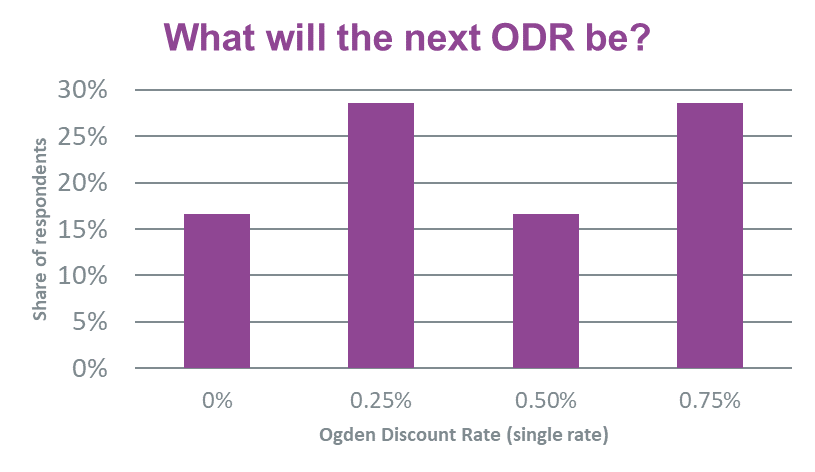 What will the next ODR be?
30%
25%
20%
15%
10%
5%
0%
Share of respondents
0% 0.25% 0.50% 0.75%
Ogden Discount Rate (single rate)